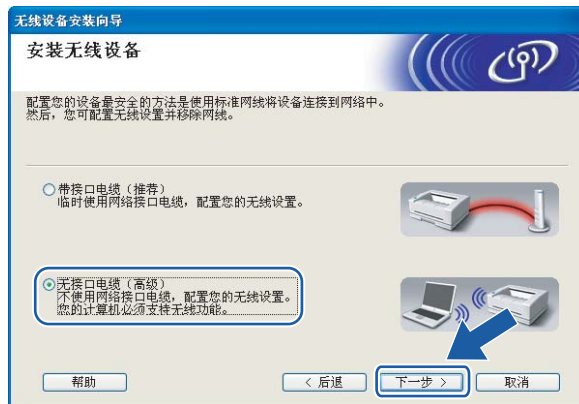 无线设备安装向导
安装无线设备
配置您的设备最安全的方法是使用标准网线将设备连接到网络中。
然后，您可配置无线设置并移除网线。
带接口电缆（推荐）
临时使用网络接口电缆，配置您的无线设置。
无接口电缆（高级）
不使用网络接口电缆，配置您的无线设置。
您的计算机必须支持无线功能。
帮助
< 后退
下一步 >
取消